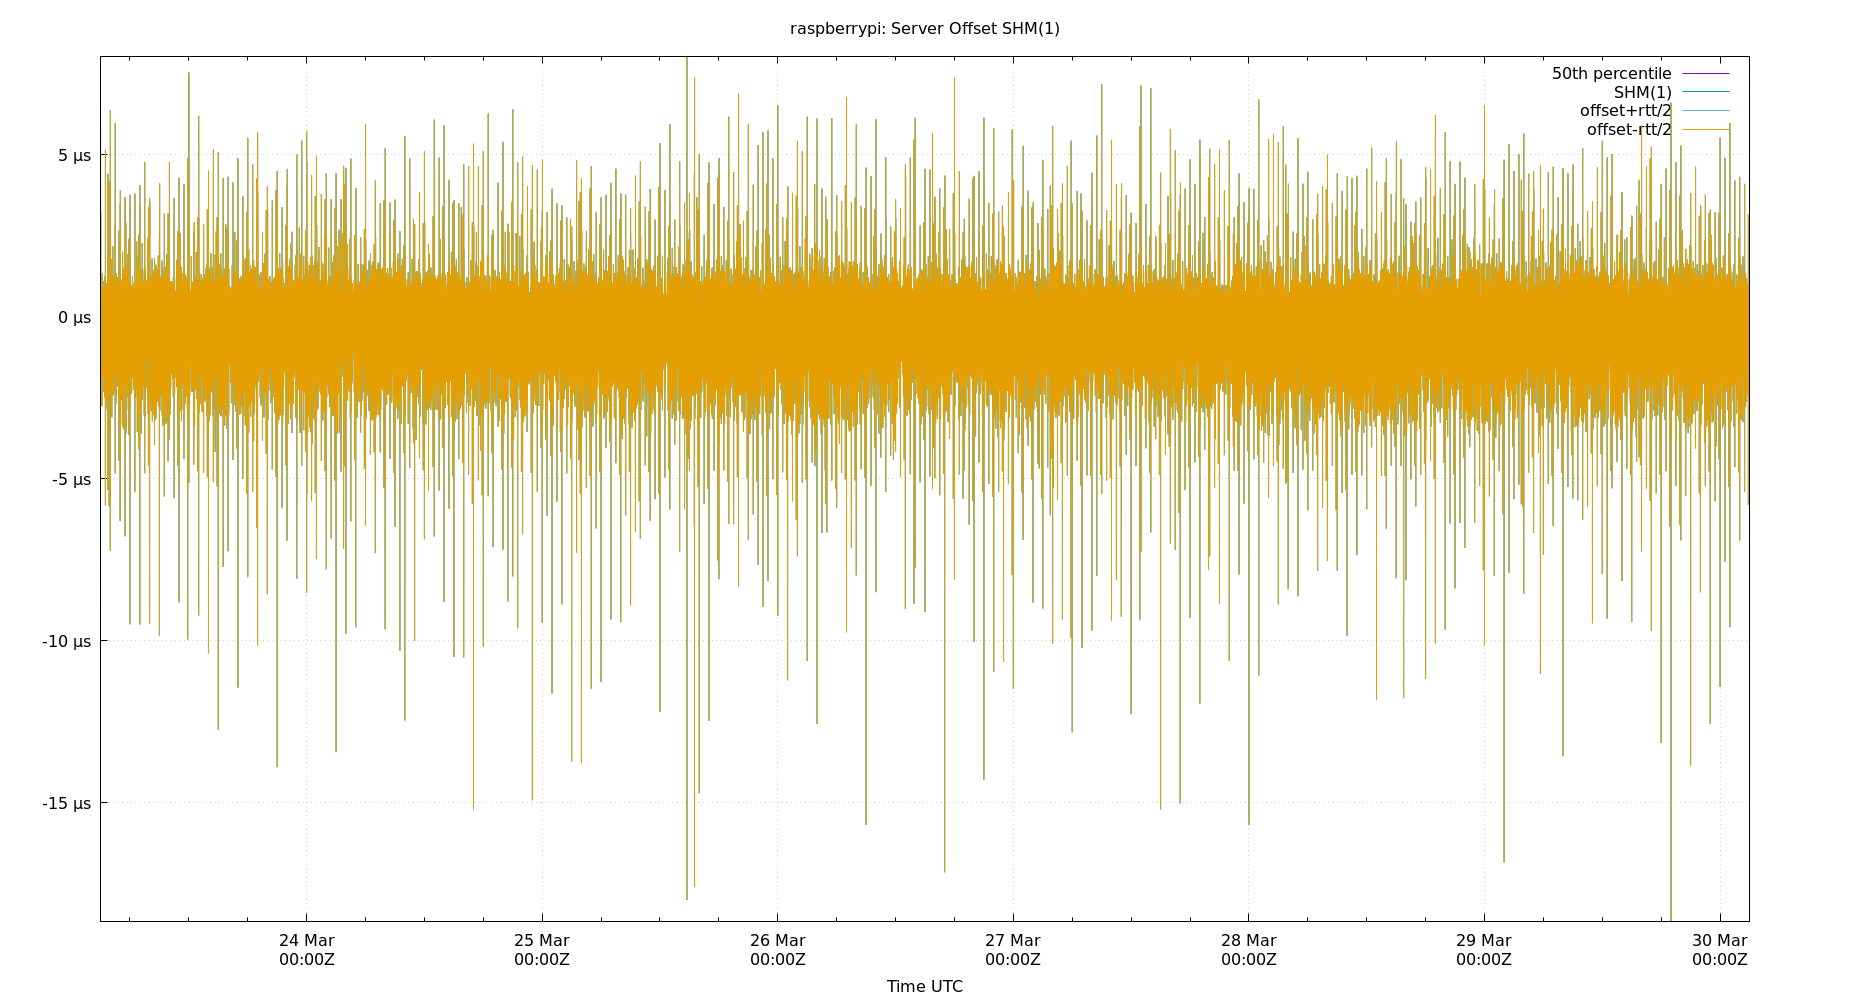 raspberrypi: Server Offset SHM(1)
50th percentile
SHM(1)
offset+rtt/2
offset-rtt/2
5 µs
0 µs
-5 µs
-10 µs
-15 µs
24 Mar
00:00Z
25 Mar
00:00Z
26 Mar
00:00Z
27 Mar
00:00Z
28 Mar
00:00Z
29 Mar
00:00Z
30 Mar
00:00Z
Time UTC